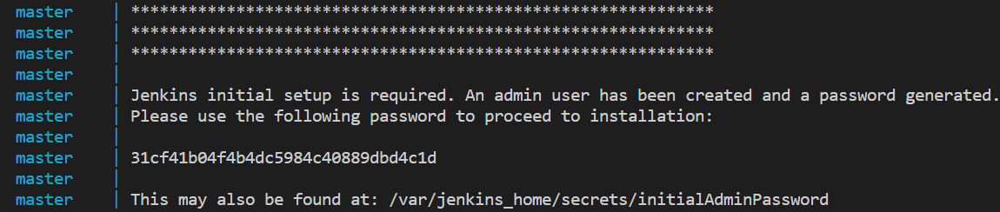 master | *************************************************************
master | *************************************************************
master | *************************************************************
master |
master | Jenkins initial setup is required. An admin user has been created and a password generated.
master | Please use the following password to proceed to installation:
master |
master | 31cf41b04f4b4dc5984c40889dbd4c1d
master |
master | This may also be found at: /var/jenkins_home/secrets/initialAdminPassword